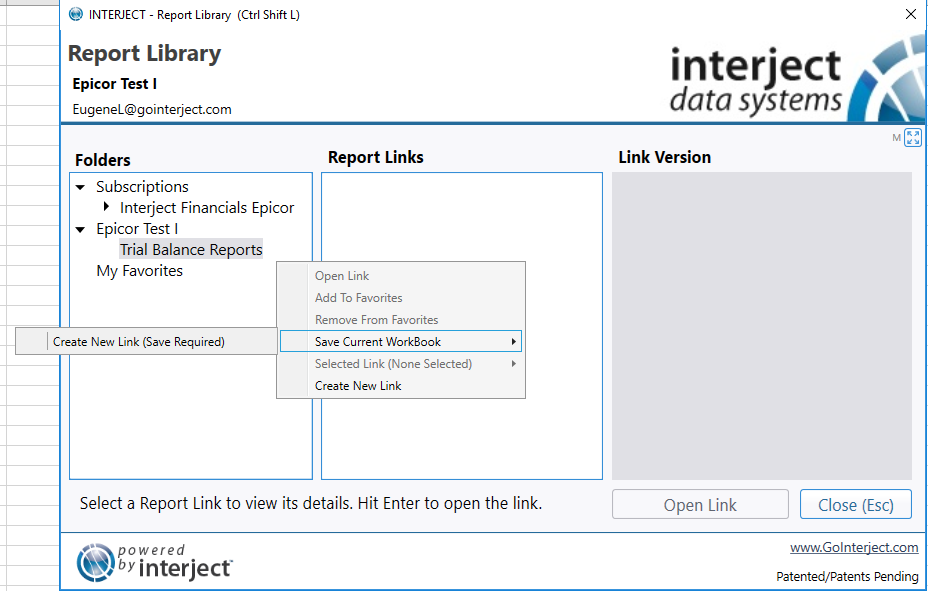 INTERJECT - Report Library (Ctrl Shift L)
Report Library
Epicor Test I
EugeneL@gointerject.com
interject
data systems
M
Folders
Report Links
Link Version
Subscriptions
Interject Financials Epicor
Epicor Test I
Trial Balance Reports
My Favorites
Open Link
Add To Favorites
Remove From Favorites
Save Current WorkBook
Create New Link (Save Required)
Selected Link (None Selected)
Create New Link
Select a Report Link to view its details. Hit Enter to open the link.
Open Link
Close (Esc)
powered
by interject
www.GoInterject.com
Patented/Patents Pending